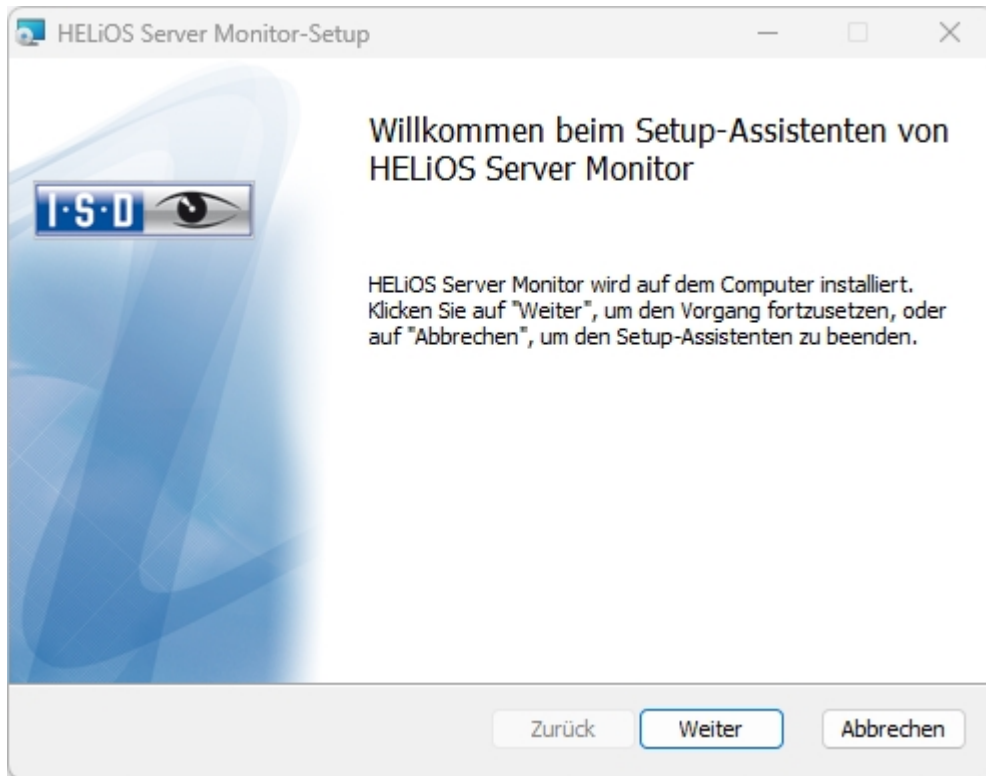 HELiOS Server Monitor-Setup
Willkommen beim Setup-Assistenten von
HELiOS Server Monitor
I·S·D
HELiOS Server Monitor wird auf dem Computer installiert.
Klicken Sie auf "Weiter", um den Vorgang fortzusetzen, oder
auf "Abbrechen", um den Setup-Assistenten zu beenden.
Zurück Weiter Abbrechen